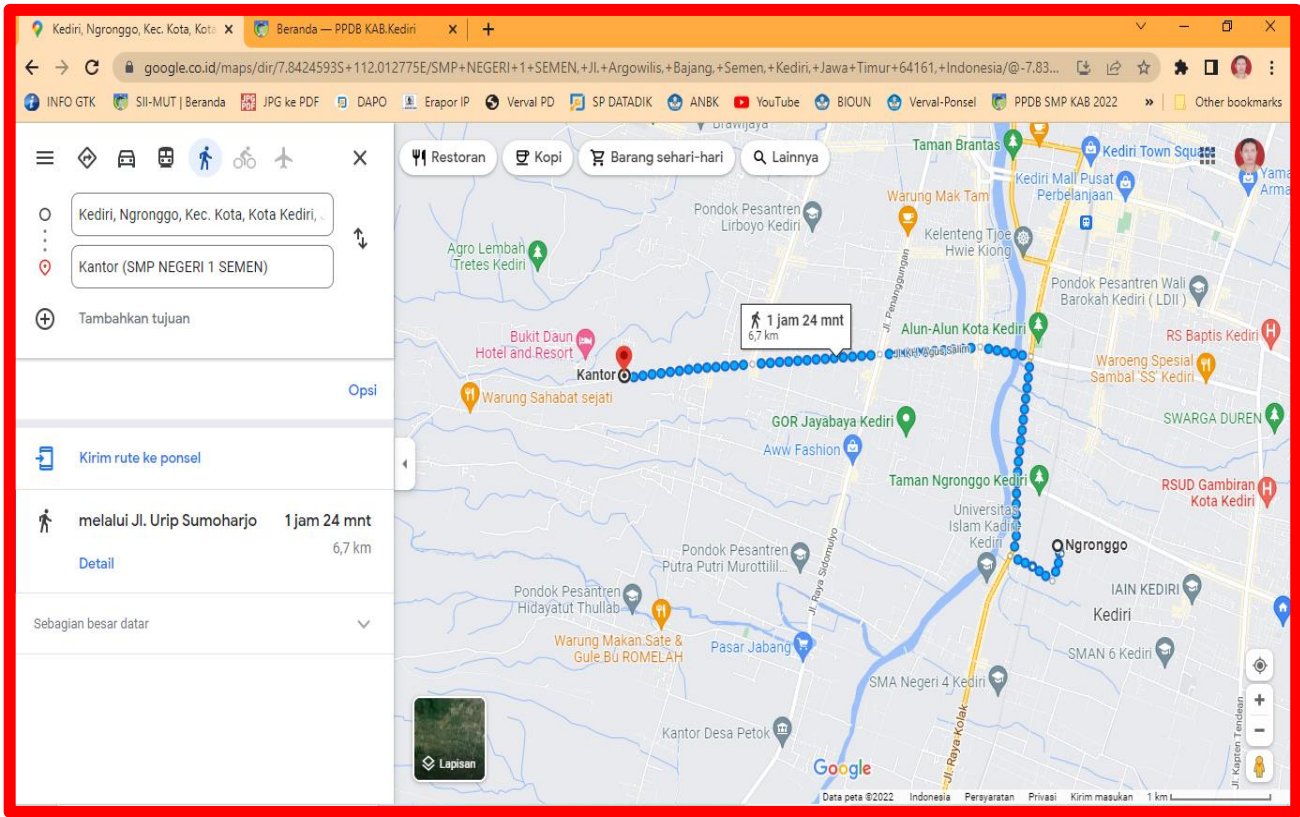 Kediri, Ngronggo, Kec. Kota, Kota
Beranda — PPDB KAB.Kediri
google.co.id/maps/dir/7.8424593S+112.012775E/SMP+NEGERI+1+SEMEN,+Jl.+Argowilis,+Bajang,+Semen,+Kediri,+Jawa+Timur+64161,+Indonesia/@-7.83...
INFO GTK
SII-MUT | Beranda
JPG ke PDF
DAPO
Erapor IP
Verval PD
SP DATADIK
ANBK
YouTube
BIOUN
Verval-Ponsel
PPDB SMP KAB 2022
»
Other bookmarks
Kediri, Ngronggo, Kec. Kota, Kota Kediri,
Kantor (SMP NEGERI 1 SEMEN)
Tambahkan tujuan
Opsi
Kirim rute ke ponsel
melalui Jl. Urip Sumoharjo
1 jam 24 mnt
6,7 km
Detail
Sebagian besar datar
Restoran
Kopi
Barang sehari-hari
Lainnya
Taman Brantas
Kediri Town Square
Kediri Mall Pusat
Perbelanjaan
Yama
Arma
Warung Mak Tam
Pondok Pesantren
Lirboyo Kediri
Kelenteng Tjoe
Hwie Kiong
Agro Lembah
Tretes Kediri
Jl. Penanggungan
Pondok Pesantren Wali
Barokah Kediri ( LDII )
1 jam 24 mnt
6,7 km
Alun-Alun Kota Kediri
RS Baptis Kediri
Bukit Daun
Hotel and Resort
Jl. KH. Agus Salim
Waroeng Spesial
Sambal 'SS' Kediri
Kantor
Warung Sahabat sejati
GOR Jayabaya Kediri
SWARGA DUREN
Aww Fashion
Taman Ngronggo Kediri
RSUD Gambiran
Kota Kediri
Universitas
Islam Kadiri
Kediri
Ngronggo
Pondok Pesantren
Putra Putri Murottilil...
Jl. Raya Sidomulyo
IAIN KEDIRI
Kediri
Pondok Pesantren
Hidayatut Thullab
Warung Makan Sate &
Gule Bu ROMELAH
Pasar Jabang
SMAN 6 Kediri
SMA Negeri 4 Kediri
Kantor Desa Petok
Jl. Raya Kolak
Jl. Kapten Tendean
Lapisan
Google
Data peta ©2022
Indonesia
Persyaratan
Privasi
Kirim masukan
1 km